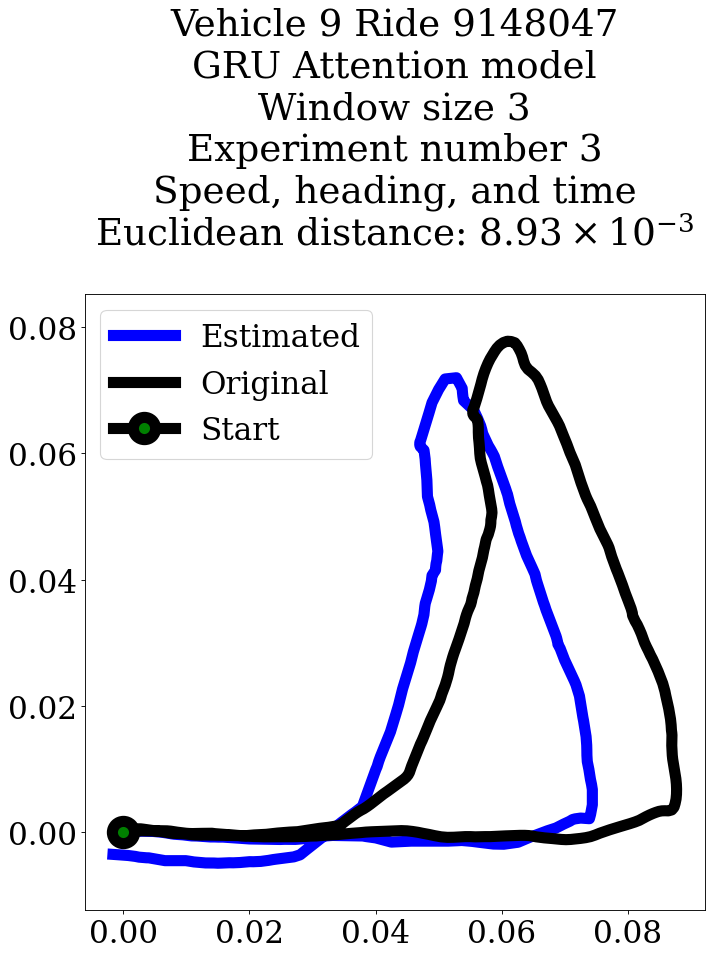 Vehicle 9 Ride 9148047
GRU Attention model
Window size 3
Experiment number 3
Speed, heading, and time
Euclidean distance: 8.93 × 10⁻³
0.08
0.06
0.04
0.02
0.00
Estimated
Original
Start
0.00 0.02 0.04 0.06 0.08